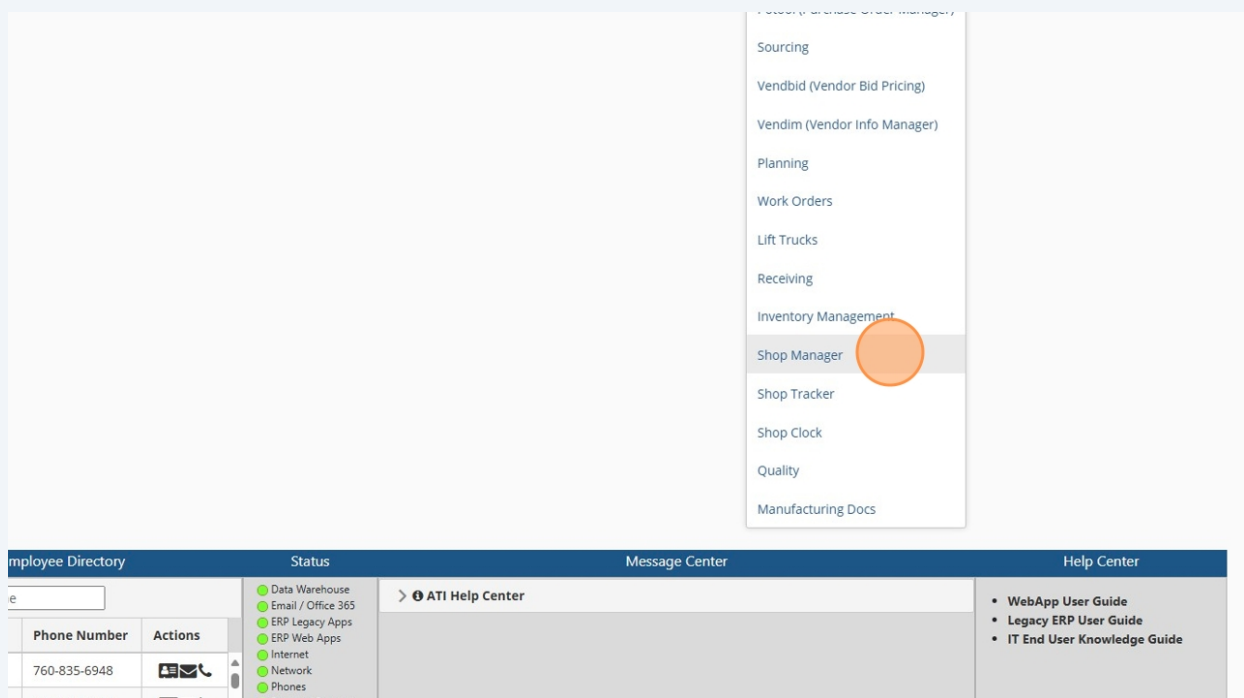 Sourcing
Vendbid (Vendor Bid Pricing)
Vendim (Vendor Info Manager)
Planning
Work Orders
Lift Trucks
Receiving
Inventory Management
Shop Manager
Shop Tracker
Shop Clock
Quality
Manufacturing Docs
mployee Directory
Status
Message Center
Help Center
e
Phone Number
Actions
760-835-6948
Data Warehouse
Email / Office 365
ERP Legacy Apps
ERP Web Apps
Internet
Network
Phones
ATI Help Center
• WebApp User Guide
• Legacy ERP User Guide
• IT End User Knowledge Guide